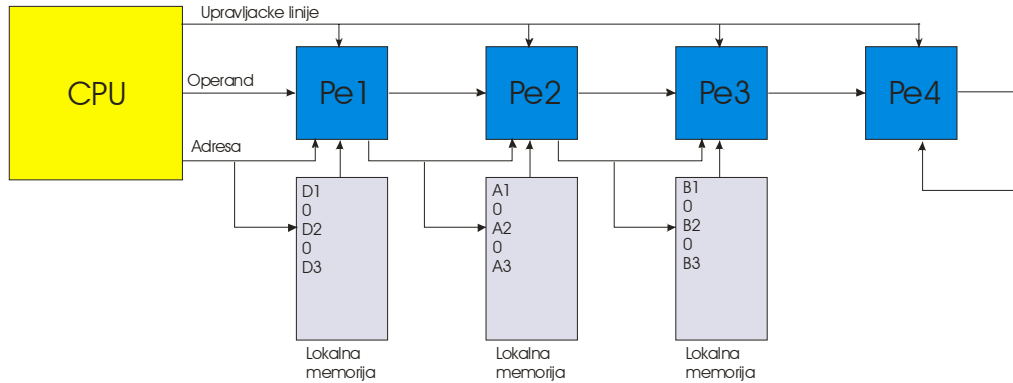 Upravljacke linije
CPU
Operand
Pe1
Pe2
Pe3
Pe4
Adresa
D1
0
D2
0
D3
A1
0
A2
0
A3
B1
0
B2
0
B3
Lokalna
memorija
Lokalna
memorija
Lokalna
memorija